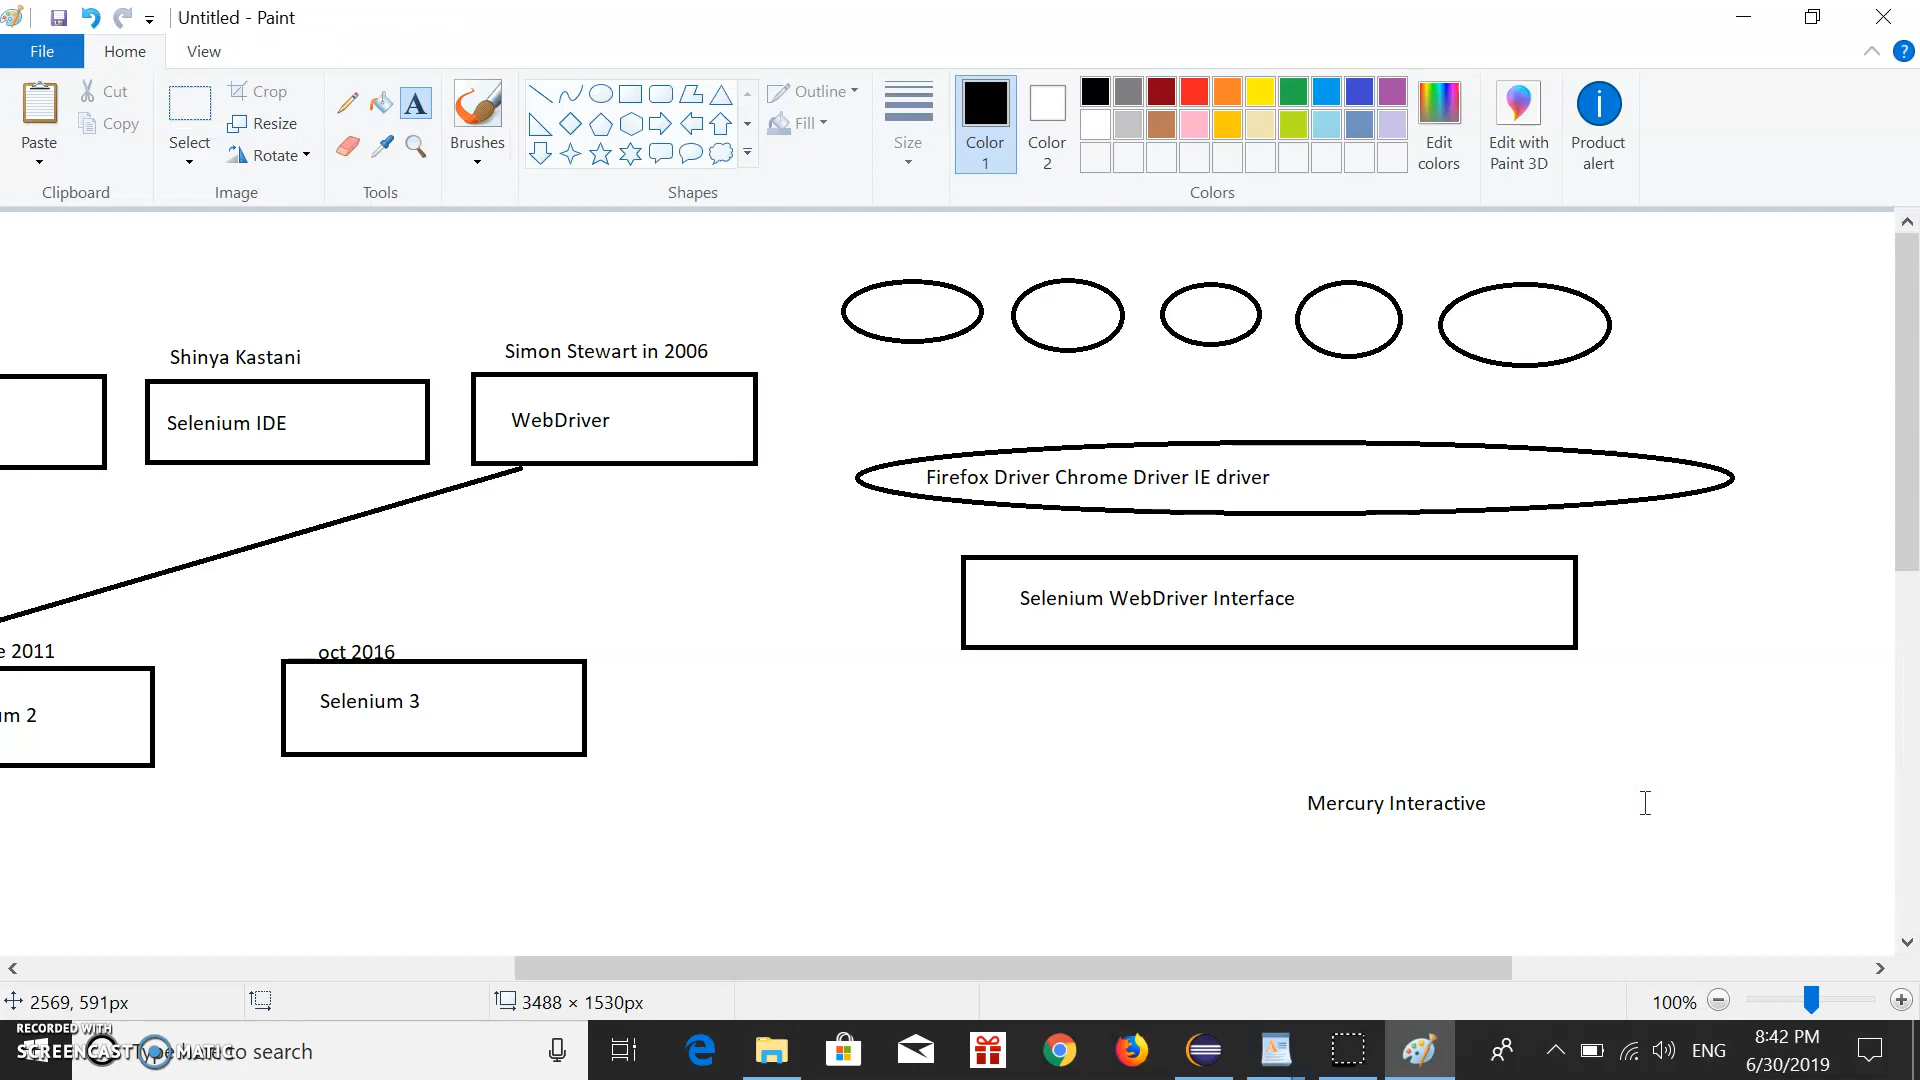 Untitled - Paint
File
Home
View
Paste
Cut
Copy
Clipboard
Select
Crop
Resize
Rotate
Image
A
Tools
Brushes
Outline
Fill
Shapes
Size
Color 1
Color 2
Edit colors
Colors
Edit with Paint 3D
Product alert
Shinya Kastani
Simon Stewart in 2006
Selenium IDE
WebDriver
Firefox Driver Chrome Driver IE driver
Selenium WebDriver Interface
e 2011
oct 2016
um 2
Selenium 3
Mercury Interactive
2569, 591px
3488 × 1530px
100%
RECORDED WITH
SCREENCAST MATIC
Type here to search
ENG
8:42 PM
6/30/2019